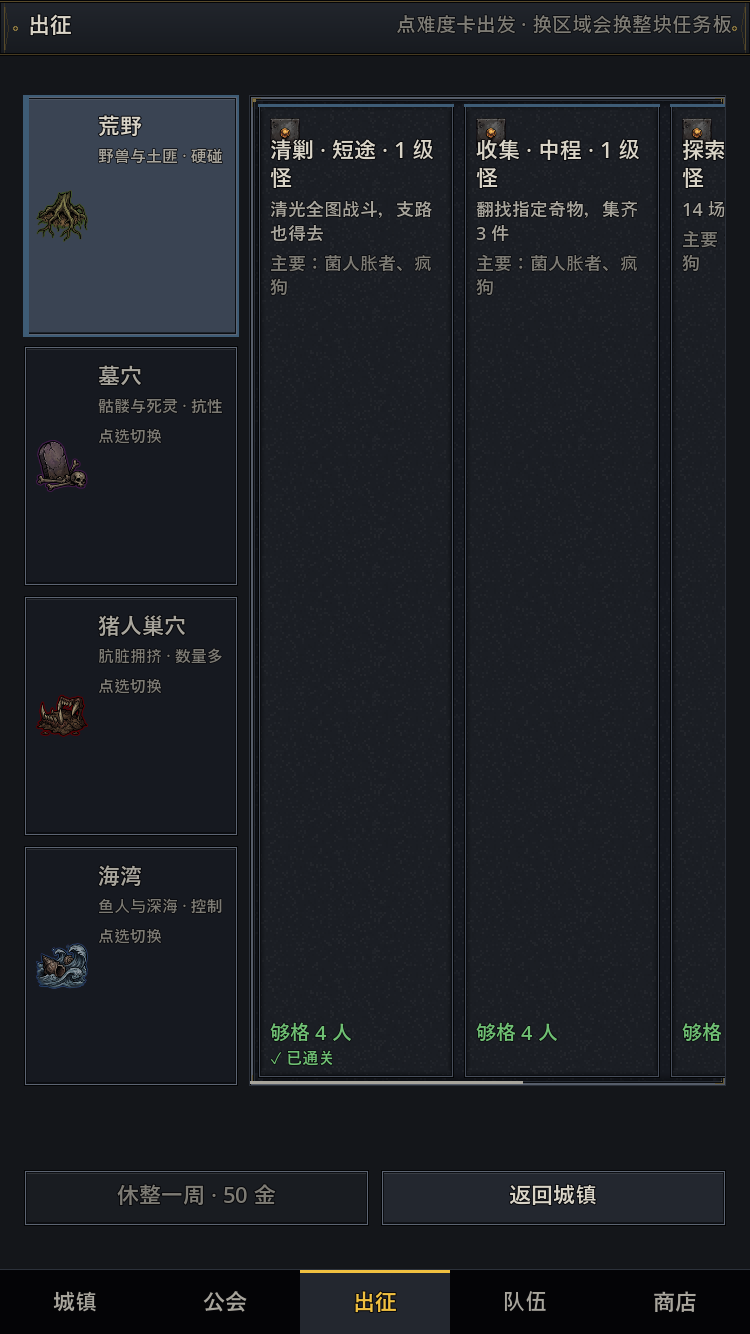 出征
点难度卡出发 · 换区域会换整块任务板
荒野
野兽与土匪 · 硬碰
墓穴
骷髅与死灵 · 抗性
点选切换
猪人巢穴
肮脏拥挤 · 数量多
点选切换
海湾
鱼人与深海 · 控制
点选切换
清剿 · 短途 · 1 级
怪
清光全图战斗，支路
也得去
主要：菌人胀者、疯
狗
够格 4 人
✓ 已通关
收集 · 中程 · 1 级
怪
翻找指定奇物，集齐
3 件
主要：菌人胀者、疯
狗
够格 4 人
探索
怪
14 场
主要
狗
够格
休整一周 · 50 金
返回城镇
城镇
公会
出征
队伍
商店